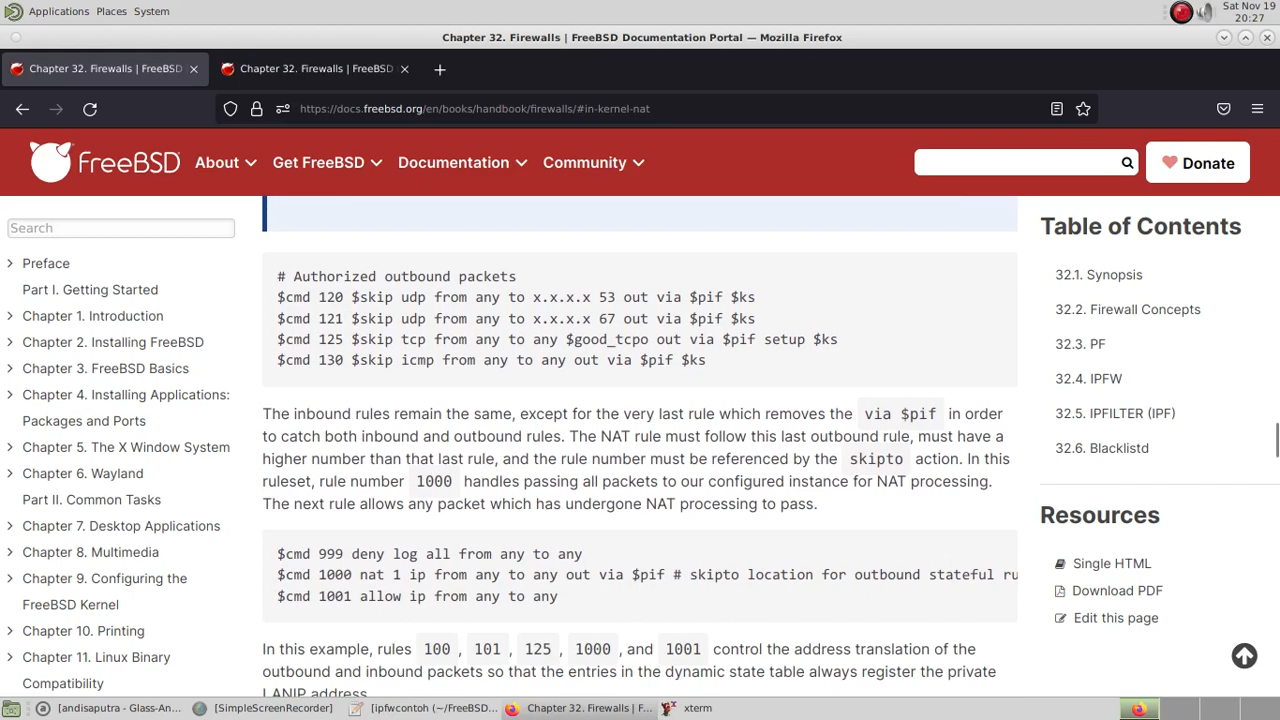 Applications Places System
Sat Nov 19
20:27
Chapter 32. Firewalls | FreeBSD Documentation Portal — Mozilla Firefox
Chapter 32. Firewalls | FreeBSD
Chapter 32. Firewalls | FreeBSD
https://docs.freebsd.org/en/books/handbook/firewalls/#in-kernel-nat
FreeBSD
About
Get FreeBSD
Documentation
Community
Donate
Search
Preface
Part I. Getting Started
Chapter 1. Introduction
Chapter 2. Installing FreeBSD
Chapter 3. FreeBSD Basics
Chapter 4. Installing Applications:
Packages and Ports
Chapter 5. The X Window System
Chapter 6. Wayland
Part II. Common Tasks
Chapter 7. Desktop Applications
Chapter 8. Multimedia
Chapter 9. Configuring the
FreeBSD Kernel
Chapter 10. Printing
Chapter 11. Linux Binary
Compatibility
# Authorized outbound packets
$cmd 120 $skip udp from any to x.x.x.x 53 out via $pif $ks
$cmd 121 $skip udp from any to x.x.x.x 67 out via $pif $ks
$cmd 125 $skip tcp from any to any $good_tcpo out via $pif setup $ks
$cmd 130 $skip icmp from any to any out via $pif $ks
The inbound rules remain the same, except for the very last rule which removes the via $pif in order
to catch both inbound and outbound rules. The NAT rule must follow this last outbound rule, must have a
higher number than that last rule, and the rule number must be referenced by the skipto action. In this
ruleset, rule number 1000 handles passing all packets to our configured instance for NAT processing.
The next rule allows any packet which has undergone NAT processing to pass.
$cmd 999 deny log all from any to any
$cmd 1000 nat 1 ip from any to any out via $pif # skipto location for outbound stateful ru
$cmd 1001 allow ip from any to any
In this example, rules 100 , 101 , 125 , 1000 , and 1001 control the address translation of the
outbound and inbound packets so that the entries in the dynamic state table always register the private
LANIP address.
Table of Contents
32.1. Synopsis
32.2. Firewall Concepts
32.3. PF
32.4. IPFW
32.5. IPFILTER (IPF)
32.6. Blacklistd
Resources
Single HTML
Download PDF
Edit this page
[andisaputra - Glass-An...
[SimpleScreenRecorder]
[ipfwcontoh (~/FreeBSD...
Chapter 32. Firewalls | F...
xterm